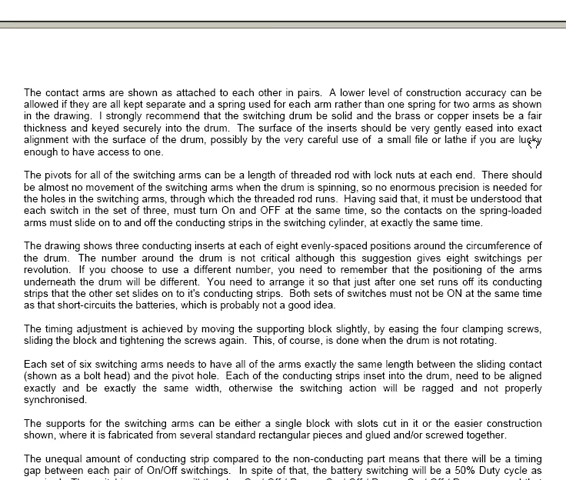 The contact arms are shown as attached to each other in pairs. A lower level of construction accuracy can be
allowed if they are all kept separate and a spring used for each arm rather than one spring for two arms as shown
in the drawing. I strongly recommend that the switching drum be solid and the brass or copper insets be a fair
thickness and keyed securely into the drum. The surface of the inserts should be very gently eased into exact
alignment with the surface of the drum, possibly by the very careful use of a small file or lathe if you are lucky
enough to have access to one.
The pivots for all of the switching arms can be a length of threaded rod with lock nuts at each end. There should
be almost no movement of the switching arms when the drum is spinning, so no enormous precision is needed for
the holes in the switching arms, through which the threaded rod runs. Having said that, it must be understood that
each switch in the set of three, must turn On and OFF at the same time, so the contacts on the spring-loaded
arms must slide on to and off the conducting strips in the switching cylinder, at exactly the same time.
The drawing shows three conducting inserts at each of eight evenly-spaced positions around the circumference of
the drum. The number around the drum is not critical although this suggestion gives eight switchings per
revolution. If you choose to use a different number, you need to remember that the positioning of the arms
underneath the drum will be different. You need to arrange it so that just after one set runs off its conducting
strips that the other set slides on to it's conducting strips. Both sets of switches must not be ON at the same time
as that short-circuits the batteries, which is probably not a good idea.
The timing adjustment is achieved by moving the supporting block slightly, by easing the four clamping screws,
sliding the block and tightening the screws again. This, of course, is done when the drum is not rotating.
Each set of six switching arms needs to have all of the arms exactly the same length between the sliding contact
(shown as a bolt head) and the pivot hole. Each of the conducting strips inset into the drum, need to be aligned
exactly and be exactly the same width, otherwise the switching action will be ragged and not properly
synchronised.
The supports for the switching arms can be either a single block with slots cut in it or the easier construction
shown, where it is fabricated from several standard rectangular pieces and glued and/or screwed together.
The unequal amount of conducting strip compared to the non-conducting part means that there will be a timing
gap between each pair of On/Off switchings. In spite of that, the battery switching will be a 50% Duty cycle as